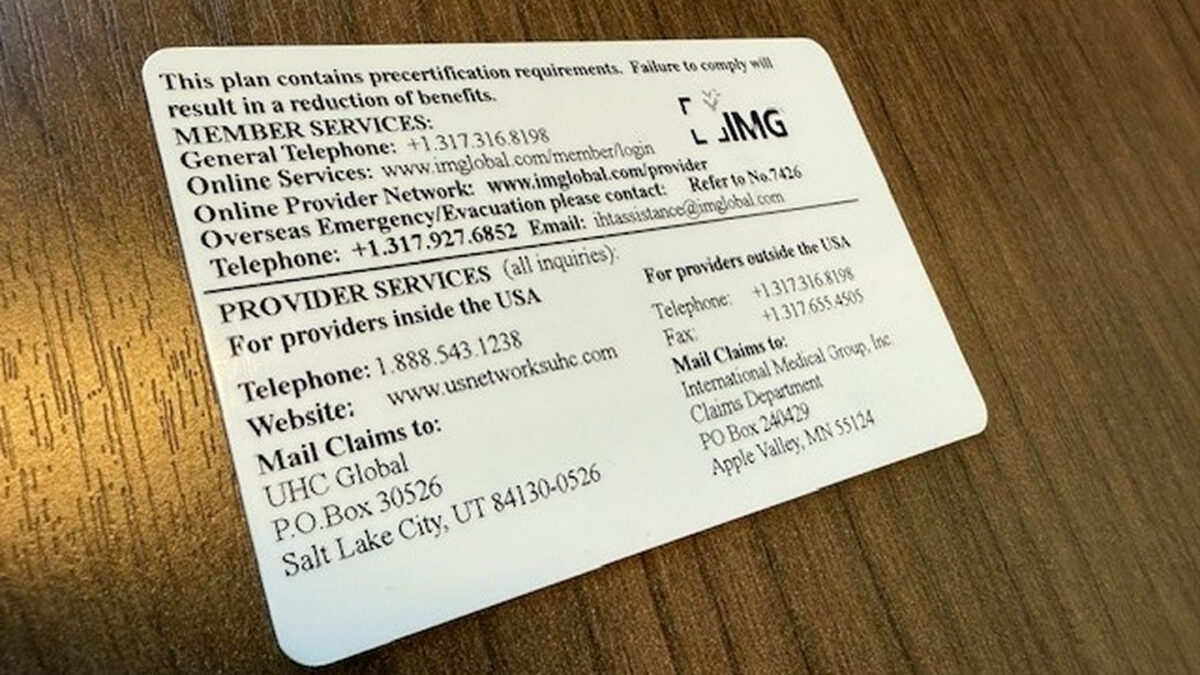 This plan contains precertification requirements. Failure to comply will
result in a reduction of benefits.
IMG
MEMBER SERVICES:
General Telephone: +1.317.316.8198
Online Services: www.imglobal.com/member/login
Online Provider Network: www.imglobal.com/provider
Overseas Emergency/Evacuation please contact: Refer to No.7426
Telephone: +1.317.927.6852 Email: ihtassistance@imglobal.com
PROVIDER SERVICES (all inquiries):
For providers inside the USA
Telephone: 1.888.543.1238
Website: www.usnetworksuhc.com
Mail Claims to:
UHC Global
P.O.Box 30526
Salt Lake City, UT 84130-0526
For providers outside the USA
Telephone: +1.317.316.8198
Fax: +1.317.655.4505
Mail Claims to:
International Medical Group, Inc.
Claims Department
PO Box 240429
Apple Valley, MN 55124